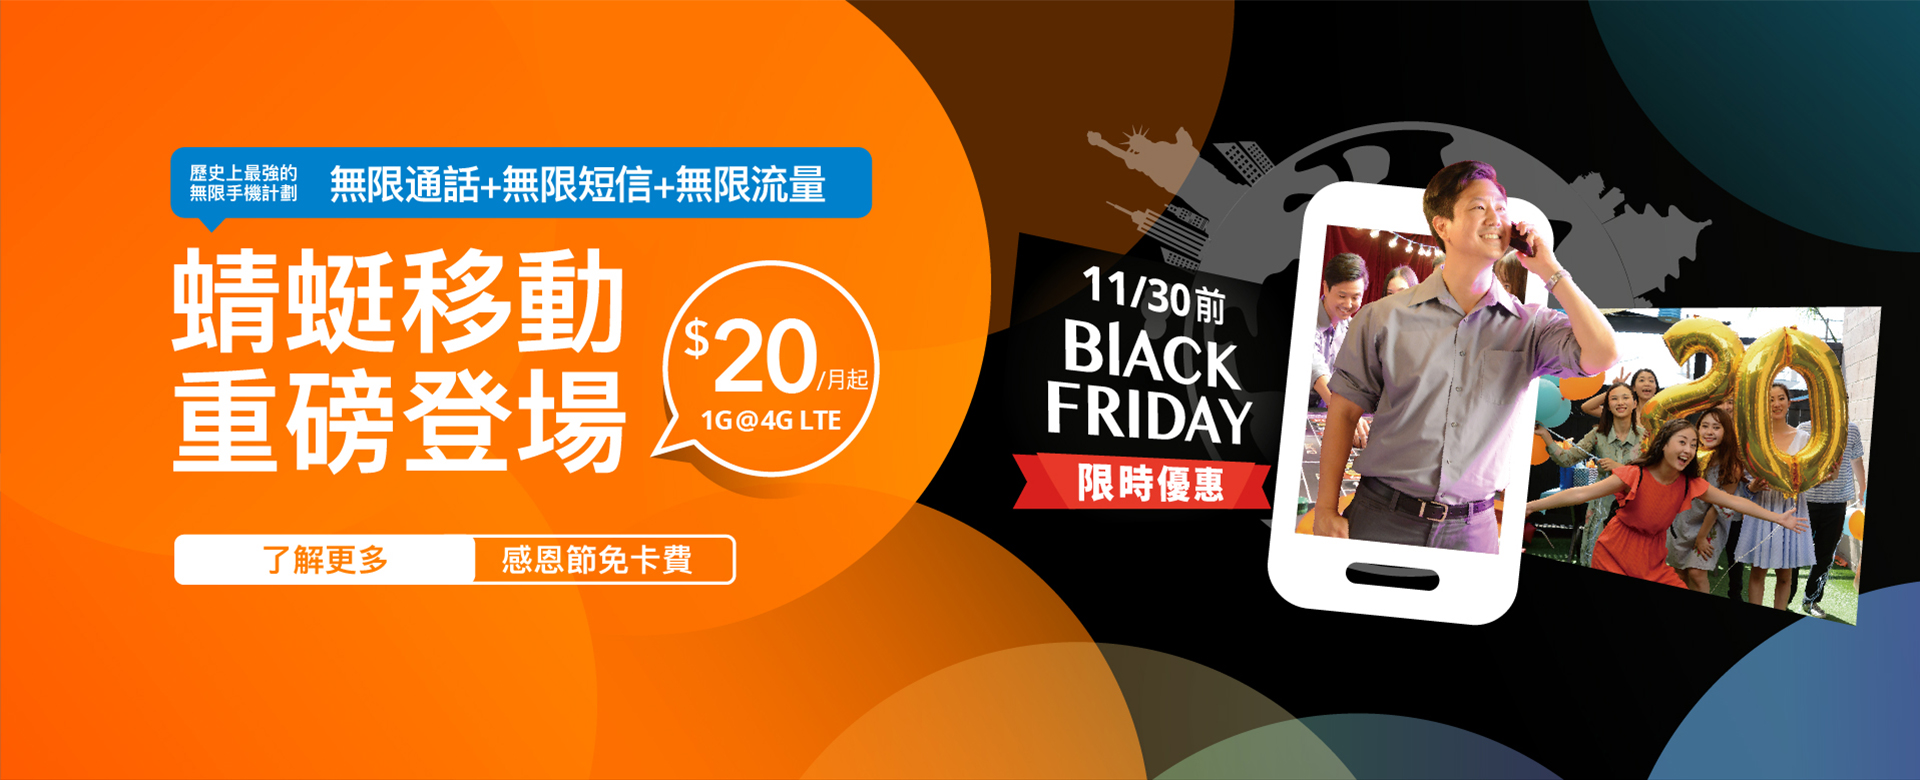 歷史上最強的
無限手機計劃
無限通話+無限短信+無限流量
蜻蜓移動
重磅登場
$20/月起
1G@4G LTE
了解更多
感恩節免卡費
11/30前
BlACK
FRIDAY
限時優惠
20